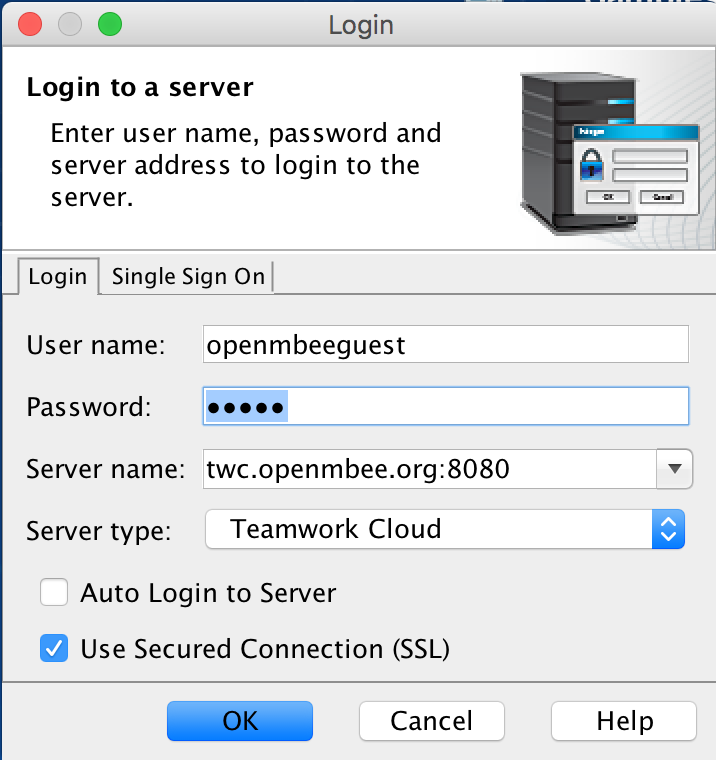 Login
Login to a server
Enter user name, password and
server address to login to the
server.
Login Single Sign On
User name: openmbeeguest
Password: •••••
Server name: twc.openmbee.org:8080
Server type: Teamwork Cloud
Auto Login to Server
Use Secured Connection (SSL)
OK Cancel Help